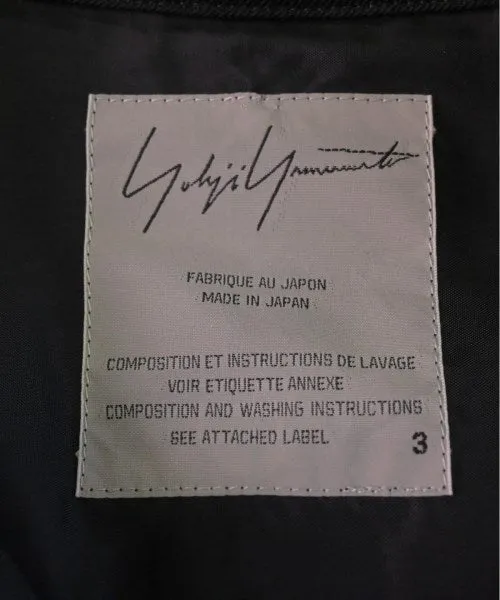 Yohji Yamamoto
FABRIQUE AU JAPON
MADE IN JAPAN
COMPOSITION ET INSTRUCTIONS DE LAVAGE
VOIR ETIQUETTE ANNEXE
COMPOSITION AND WASHING INSTRUCTIONS
SEE ATTACHED LABEL
3